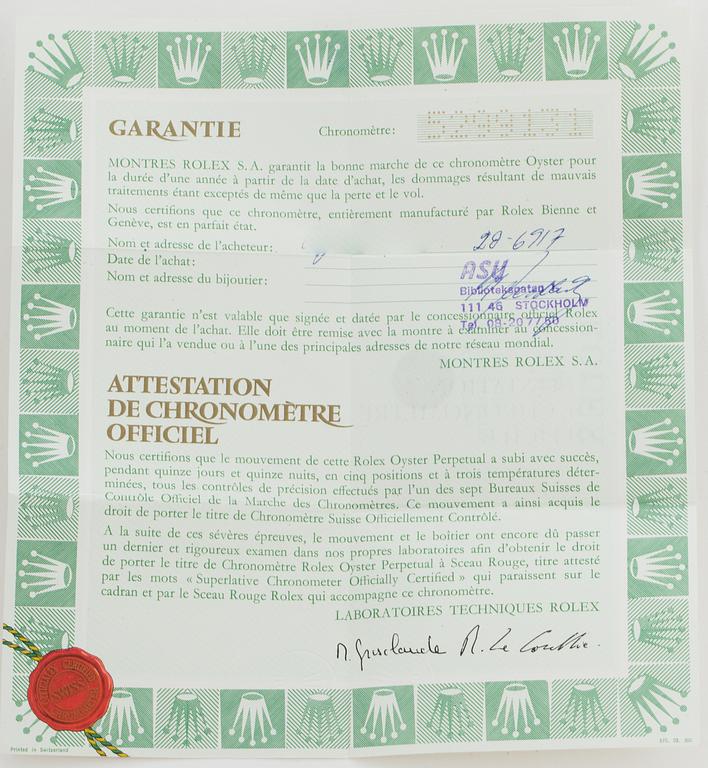 GARANTIE
Chronomètre: 5299131
MONTRES ROLEX S. A. garantit la bonne marche de ce chronomètre Oyster pour
la durée d'une année à partir de la date d'achat, les dommages résultant de mauvais
traitements étant exceptés de même que la perte et le vol.
Nous certifions que ce chronomètre, entièrement manufacturé par Rolex Bienne et
Genève, est en parfait état.
Nom et adresse de l'acheteur:
Date de l'achat:
Nom et adresse du bijoutier:
ASY
Biblioteksgatan
111 46 STOCKHOLM
Tel. 08-20 77 50
Cette garantie n'est valable que signée et datée par le concessionnaire officiel Rolex
au moment de l'achat. Elle doit être remise avec la montre à examiner au concession-
naire qui l'a vendue ou à l'une des principales adresses de notre réseau mondial.
MONTRES ROLEX S. A.
ATTESTATION
DE CHRONOMÈTRE
OFFICIEL
Nous certifions que le mouvement de cette Rolex Oyster Perpetual a subi avec succès,
pendant quinze jours et quinze nuits, en cinq positions et à trois températures déter-
minées, tous les contrôles de précision effectués par l'un des sept Bureaux Suisses de
Contrôle Officiel de la Marche des Chronomètres. Ce mouvement a ainsi acquis le
droit de porter le titre de Chronomètre Suisse Officiellement Contrôlé.
A la suite de ces sévères épreuves, le mouvement et le boîtier ont encore dû passer
un dernier et rigoureux examen dans nos propres laboratoires afin d'obtenir le droit
de porter le titre de Chronomètre Rolex Oyster Perpetual à Sceau Rouge, titre attesté
par les mots « Superlative Chronometer Officially Certified » qui paraissent sur le
cadran et par le Sceau Rouge Rolex qui accompagne ce chronomètre.
LABORATOIRES TECHNIQUES ROLEX
Printed in Switzerland